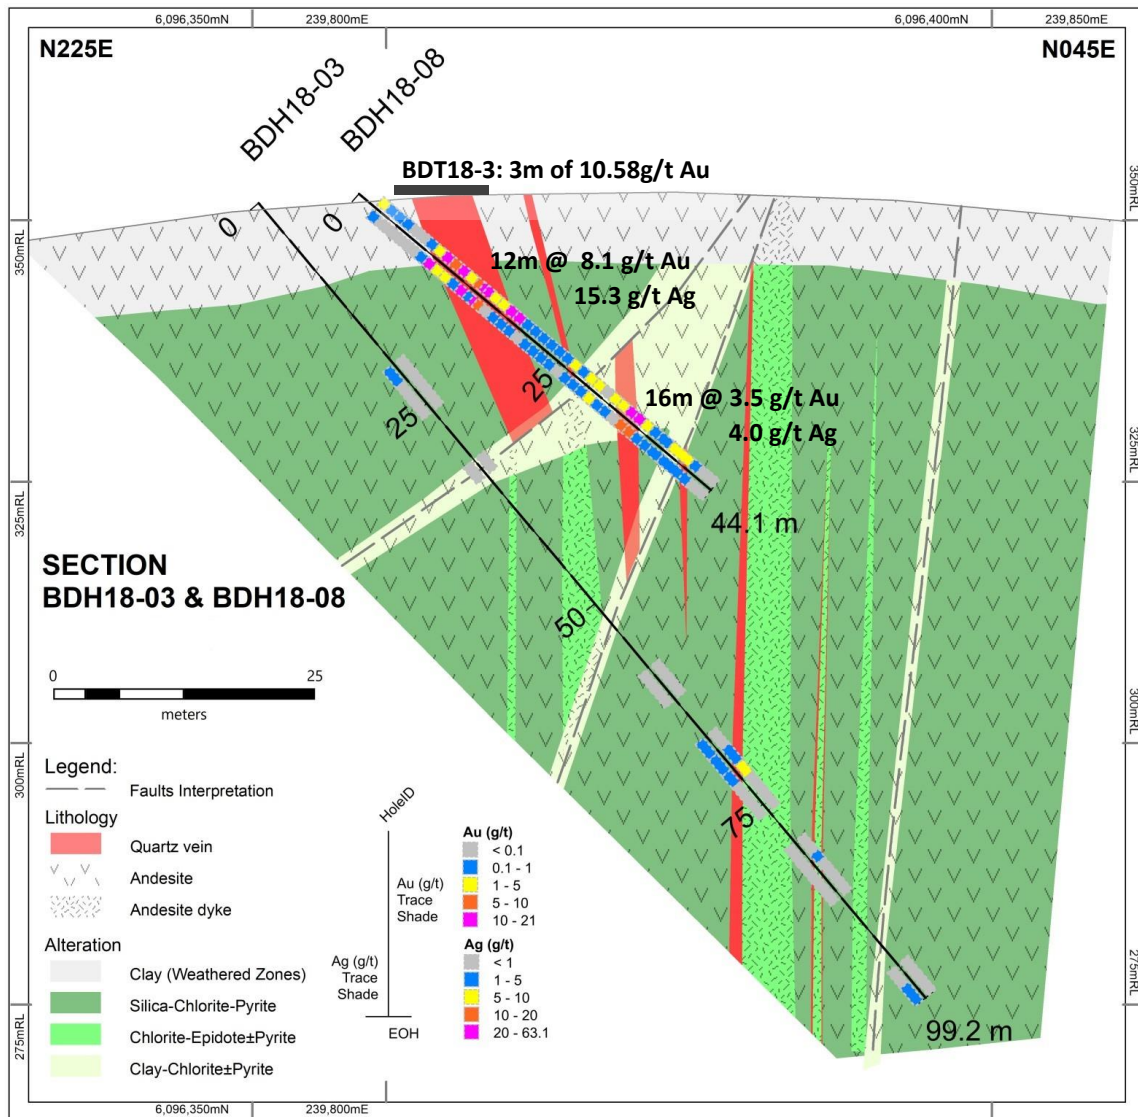 6,096,350mN
239,800mE
6,096,400mN
239,850mE
N225E
N045E
BDH18-03
BDH18-08
BDT18-3: 3m of 10.58g/t Au
0
0
350mRL
350mRL
12m @ 8.1 g/t Au
15.3 g/t Ag
25
25
16m @ 3.5 g/t Au
4.0 g/t Ag
325mRL
325mRL
44.1 m
SECTION
BDH18-03 & BDH18-08
50
0
25
meters
300mRL
300mRL
75
Legend:
Faults Interpretation
Lithology
Quartz vein
Andesite
Andesite dyke
Alteration
Clay (Weathered Zones)
Silica-Chlorite-Pyrite
Chlorite-Epidote±Pyrite
Clay-Chlorite±Pyrite
HoleID
Au (g/t)
Trace
Shade
Ag (g/t)
Trace
Shade
EOH
Au (g/t)
< 0.1
0.1 - 1
1 - 5
5 - 10
10 - 21
Ag (g/t)
< 1
1 - 5
5 - 10
10 - 20
20 - 63.1
275mRL
275mRL
99.2 m
6,096,350mN
239,800mE